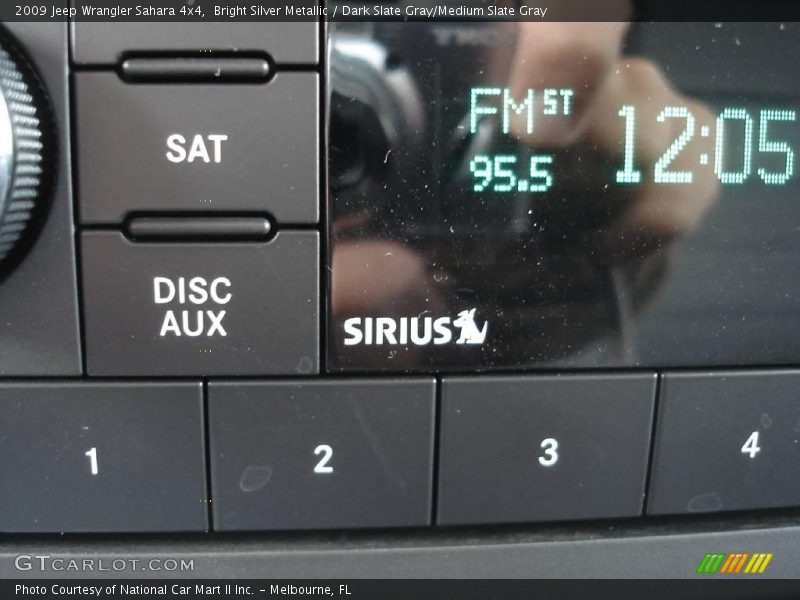 2009 Jeep Wrangler Sahara 4x4, Bright Silver Metallic / Dark Slate Gray/Medium Slate Gray
SAT
FM ST
95.5
12:05
DISC
AUX
SIRIUS
1
2
3
4
GTCARLOT.COM
Photo Courtesy of National Car Mart II Inc. – Melbourne, FL